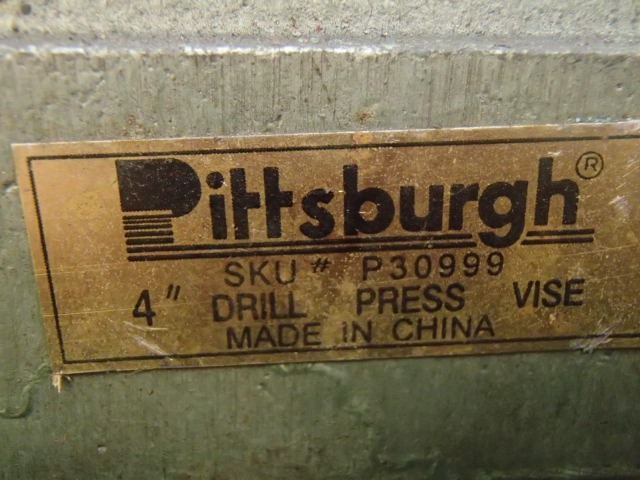 Pittsburgh®
SKU # P30999
4" DRILL PRESS VISE
MADE IN CHINA